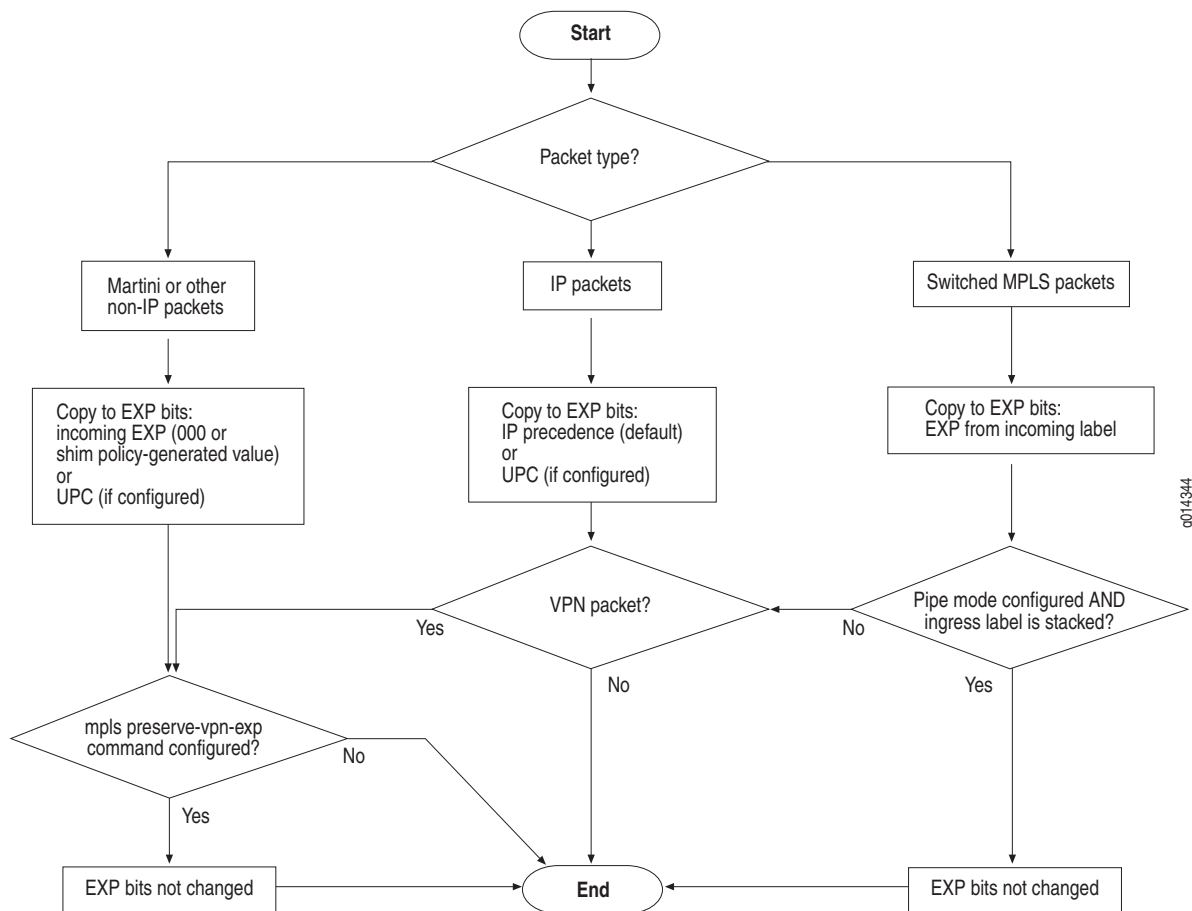 Start
Packet type?
Martini or other
non-IP packets
IP packets
Switched MPLS packets
Copy to EXP bits:
incoming EXP (000 or
shim policy-generated value)
or
UPC (if configured)
Copy to EXP bits:
IP precedence (default)
or
UPC (if configured)
Copy to EXP bits:
EXP from incoming label
g014344
VPN packet?
Yes
No
Pipe mode configured AND
ingress label is stacked?
No
Yes
mpls preserve-vpn-exp
command configured?
No
Yes
EXP bits not changed
End
EXP bits not changed